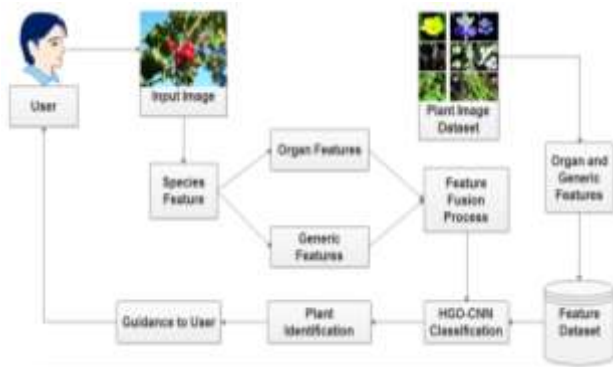 User
Input Image
Plant Image
Dataset
Organ Features
Species
Feature
Generic
Features
Feature
Fusion
Process
Organ and
Generic
Features
Guidance to User
Plant
Identification
HGO-CNN
Classification
Feature
Dataset